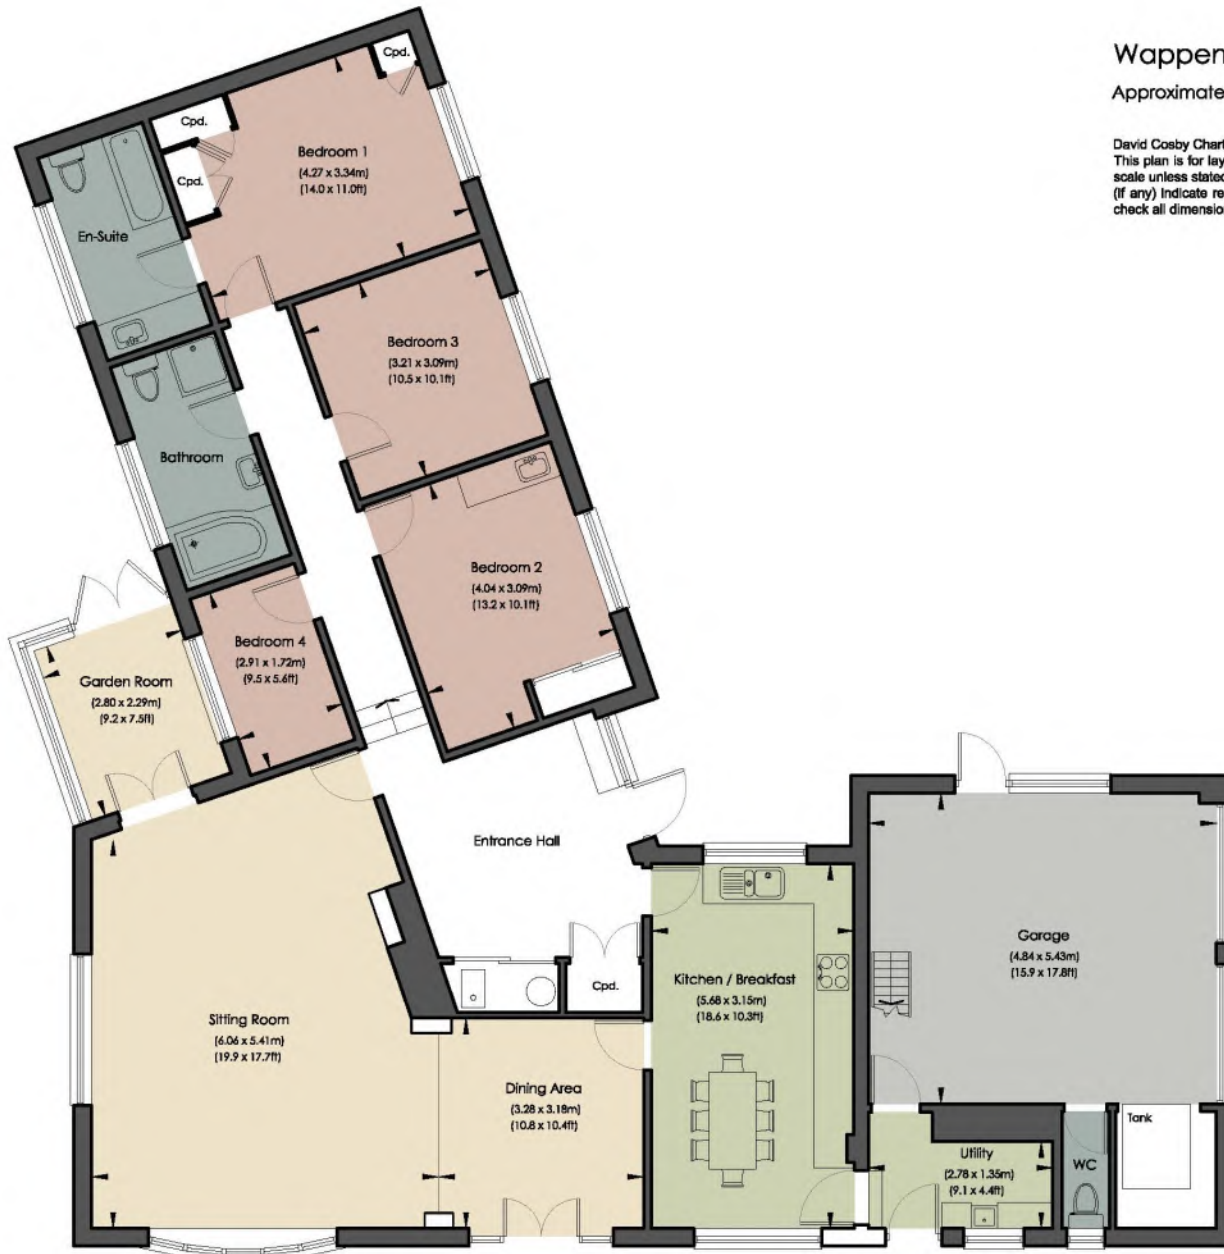 Wappen
Approximate
David Cosby Chart
This plan is for lay
scale unless stated
(if any) indicate re
check all dimensio
Cpd.
Cpd.
Cpd.
Bedroom 1
(4.27 x 3.34m)
(14.0 x 11.0ft)
En-Suite
Bedroom 3
(3.21 x 3.09m)
(10.5 x 10.1ft)
Bathroom
Bedroom 2
(4.04 x 3.09m)
(13.2 x 10.1ft)
Bedroom 4
(2.91 x 1.72m)
(9.5 x 5.6ft)
Garden Room
(2.80 x 2.29m)
(9.2 x 7.5ft)
Entrance Hall
Garage
(4.84 x 5.43m)
(15.9 x 17.8ft)
Kitchen / Breakfast
(5.68 x 3.15m)
(18.6 x 10.3ft)
Cpd.
Sitting Room
(6.06 x 5.41m)
(19.9 x 17.7ft)
Dining Area
(3.28 x 3.18m)
(10.8 x 10.4ft)
Tank
Utility
(2.78 x 1.35m)
(9.1 x 4.4ft)
WC